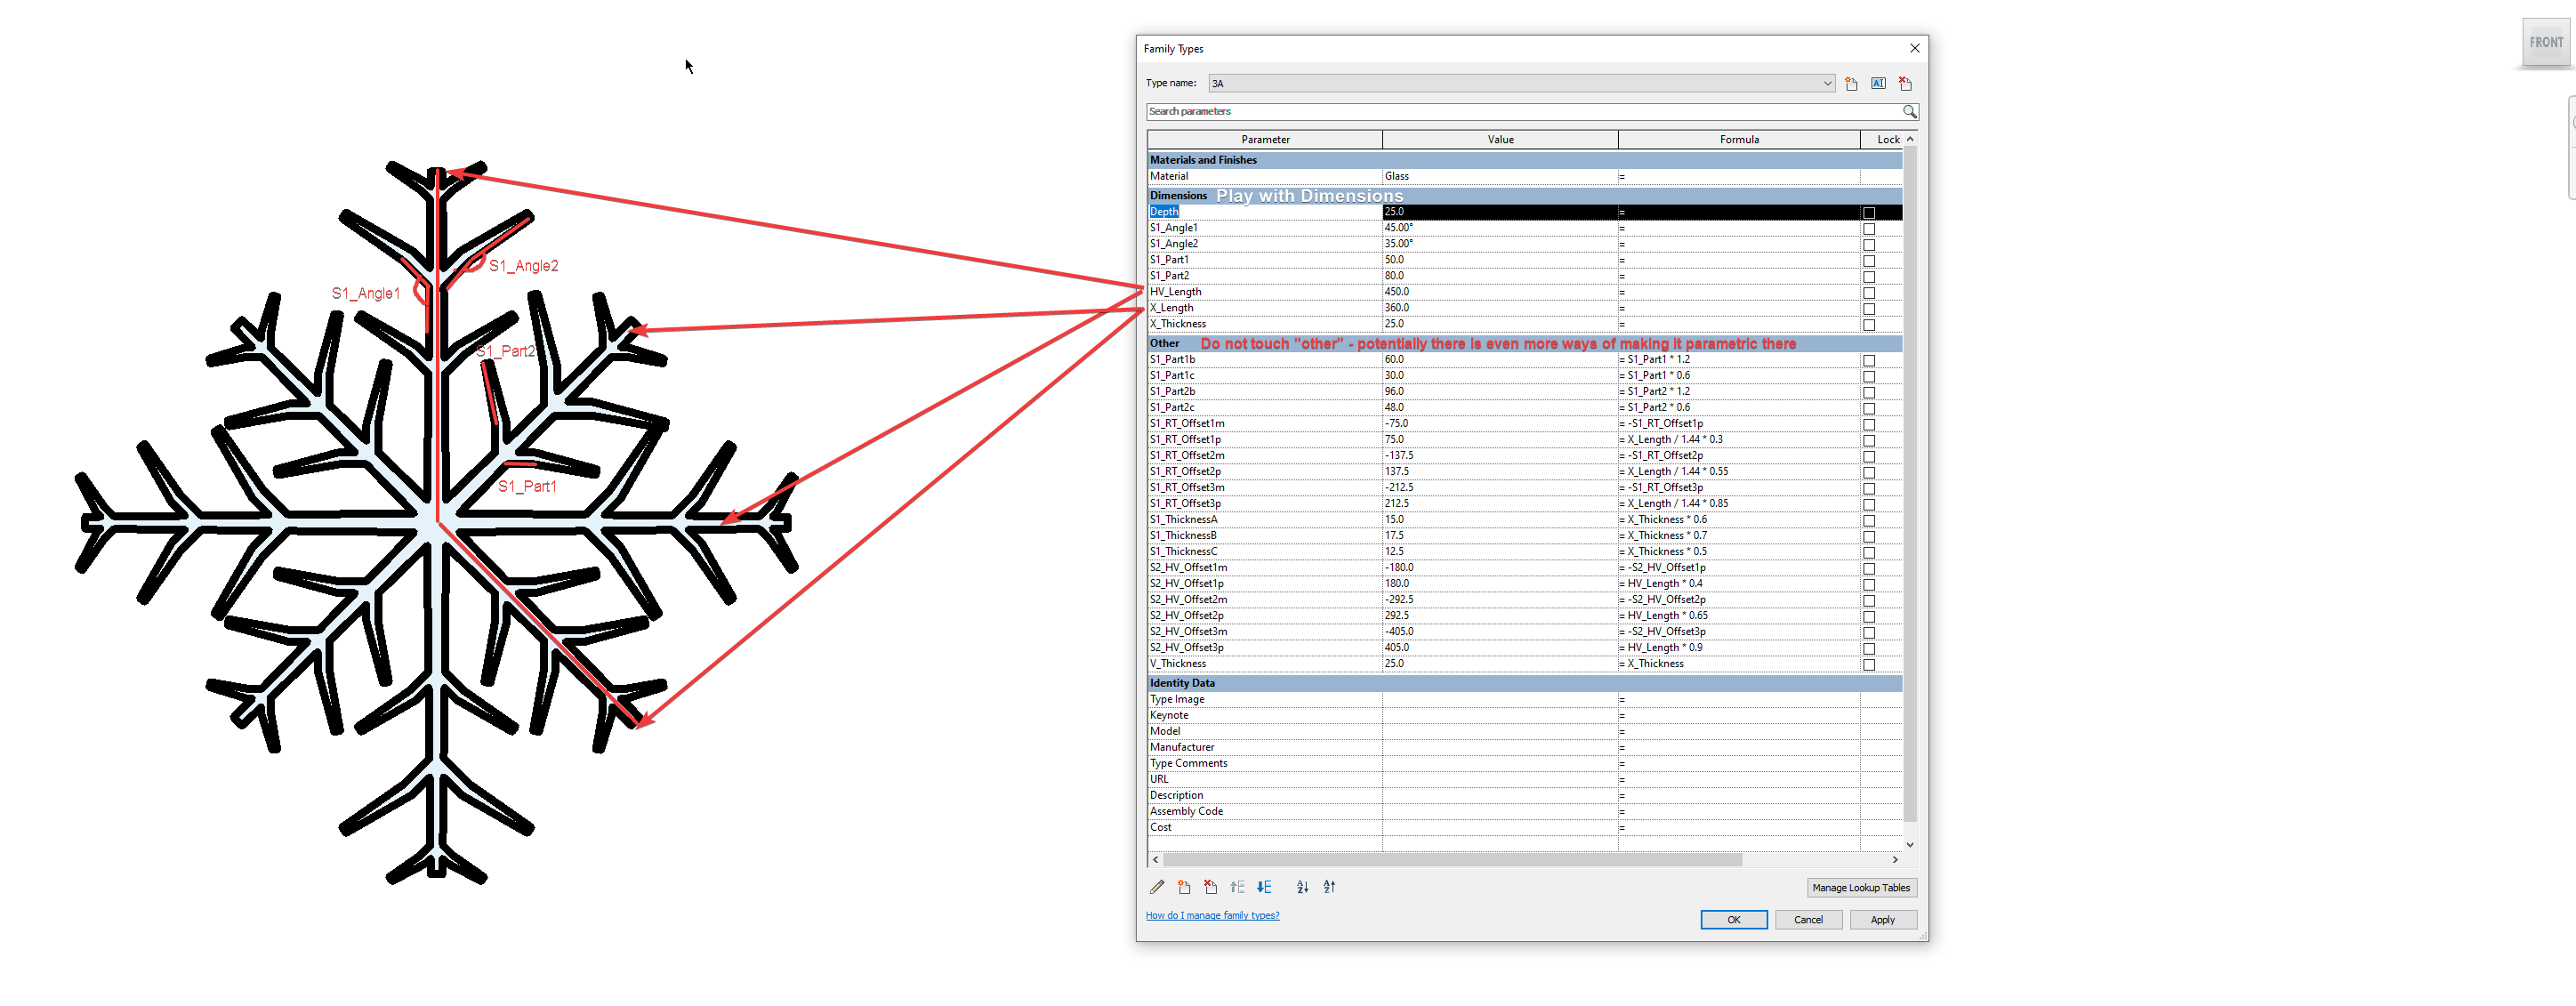 FRONT
Family Types
Type name: 3A
Search parameters
Parameter Value Formula Lock
Materials and Finishes
Material Glass =
Dimensions Play with Dimensions
Depth 25.0 =
S1_Angle1 45.00° =
S1_Angle2 35.00° =
S1_Part1 50.0 =
S1_Part2 80.0 =
HV_Length 450.0 =
X_Length 360.0 =
X_Thickness 25.0 =
Other Do not touch "other" - potentially there is even more ways of making it parametric there
S1_Part1b 60.0 = S1_Part1 * 1.2
S1_Part1c 30.0 = S1_Part1 * 0.6
S1_Part2b 96.0 = S1_Part2 * 1.2
S1_Part2c 48.0 = S1_Part2 * 0.6
S1_RT_Offset1m -75.0 = -S1_RT_Offset1p
S1_RT_Offset1p 75.0 = X_Length / 1.44 * 0.3
S1_RT_Offset2m -137.5 = -S1_RT_Offset2p
S1_RT_Offset2p 137.5 = X_Length / 1.44 * 0.55
S1_RT_Offset3m -212.5 = -S1_RT_Offset3p
S1_RT_Offset3p 212.5 = X_Length / 1.44 * 0.85
S1_ThicknessA 15.0 = X_Thickness * 0.6
S1_ThicknessB 17.5 = X_Thickness * 0.7
S1_ThicknessC 12.5 = X_Thickness * 0.5
S2_HV_Offset1m -180.0 = -S2_HV_Offset1p
S2_HV_Offset1p 180.0 = HV_Length * 0.4
S2_HV_Offset2m -292.5 = -S2_HV_Offset2p
S2_HV_Offset2p 292.5 = HV_Length * 0.65
S2_HV_Offset3m -405.0 = -S2_HV_Offset3p
S2_HV_Offset3p 405.0 = HV_Length * 0.9
V_Thickness 25.0 = X_Thickness
Identity Data
Type Image =
Keynote =
Model =
Manufacturer =
Type Comments =
URL =
Description =
Assembly Code =
Cost =
Manage Lookup Tables
How do I manage family types?
OK Cancel Apply
S1_Angle2
S1_Angle1
S1_Part2
S1_Part1